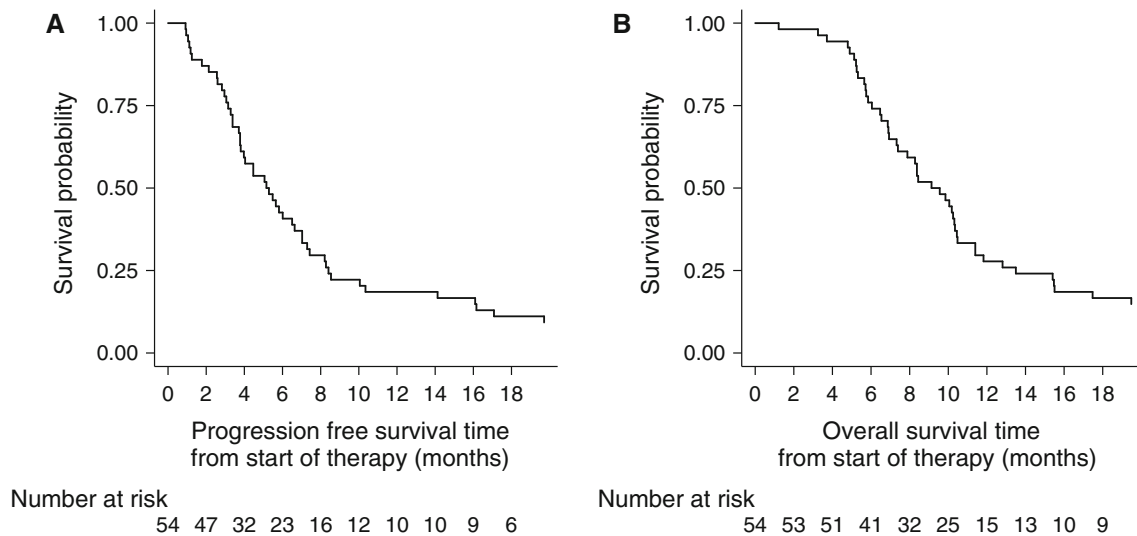 A
1.00
0.75
0.50
0.25
0.00
Survival probability
0 2 4 6 8 10 12 14 16 18
Progression free survival time
from start of therapy (months)
Number at risk
54 47 32 23 16 12 10 10 9 6
B
1.00
0.75
0.50
0.25
0.00
Survival probability
0 2 4 6 8 10 12 14 16 18
Overall survival time
from start of therapy (months)
Number at risk
54 53 51 41 32 25 15 13 10 9